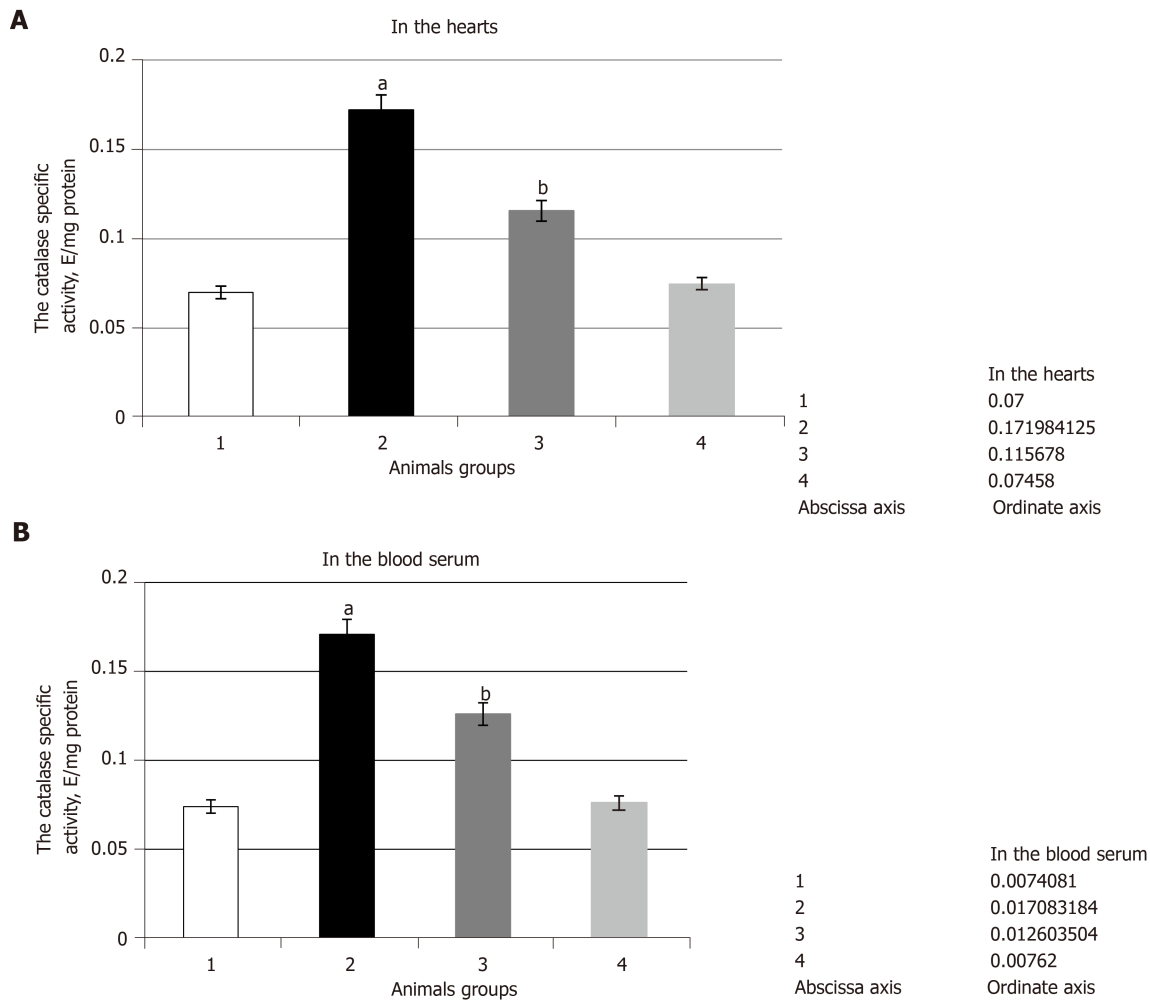 A
In the hearts
The catalase specific
activity, E/mg protein
0.2
0.15
0.1
0.05
0
a
b
1 2 3 4
Animals groups
In the hearts
1 0.07
2 0.171984125
3 0.115678
4 0.07458
Abscissa axis Ordinate axis
B
In the blood serum
The catalase specific
activity, E/mg protein
0.2
0.15
0.1
0.05
0
a
b
1 2 3 4
Animals groups
In the blood serum
1 0.0074081
2 0.017083184
3 0.012603504
4 0.00762
Abscissa axis Ordinate axis